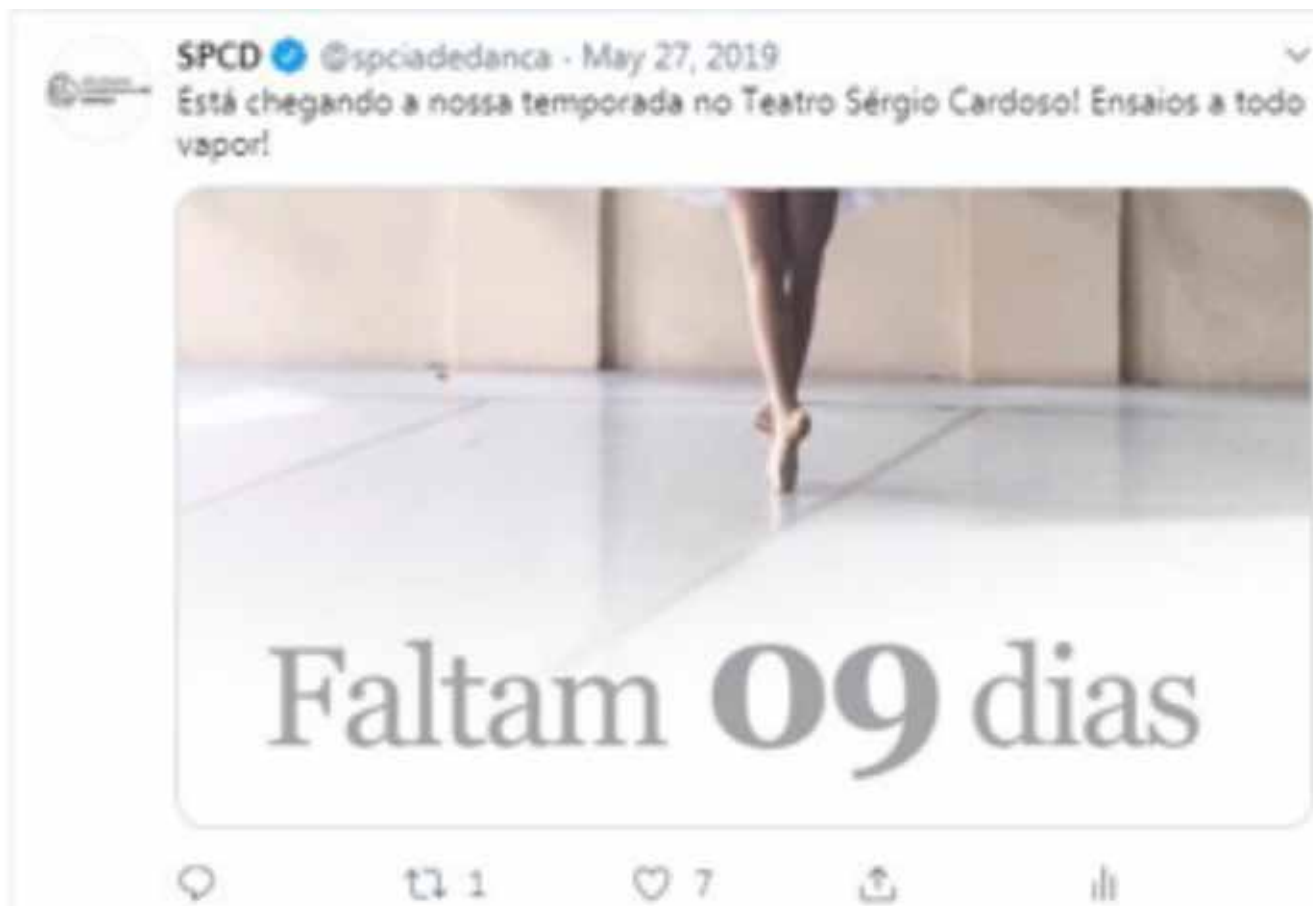 SPCD @spciadedanca · May 27, 2019
Está chegando a nossa temporada no Teatro Sérgio Cardoso! Ensaios a todo
vapor!
Faltam 09 dias
1 7